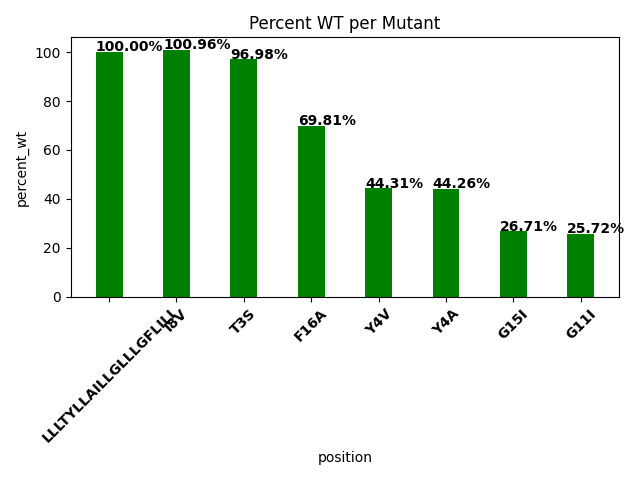 Percent WT per Mutant
100.00%
100.96%
96.98%
69.81%
44.31%
44.26%
26.71%
25.72%
percent_wt
100
80
60
40
20
0
LLLTYLLAILLGLLLGFLILI
I8V
T3S
F16A
Y4V
Y4A
G15I
G11I
position